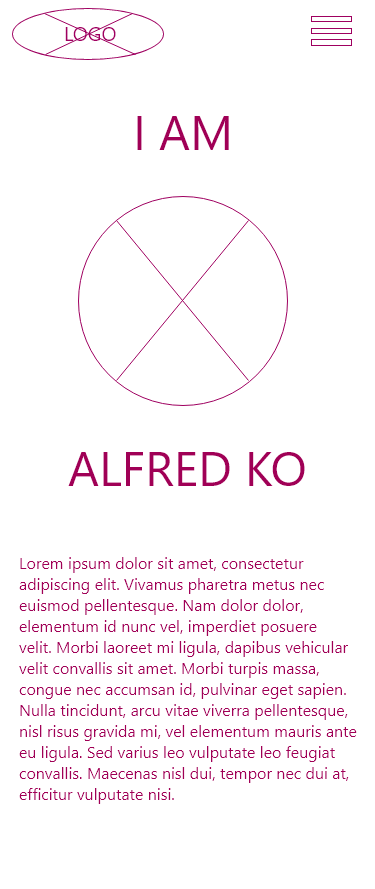 LOGO
I AM
ALFRED KO
Lorem ipsum dolor sit amet, consectetur
adipiscing elit. Vivamus pharetra metus nec
euismod pellentesque. Nam dolor dolor,
elementum id nunc vel, imperdiet posuere
velit. Morbi laoreet mi ligula, dapibus vehicular
velit convallis sit amet. Morbi turpis massa,
congue nec accumsan id, pulvinar eget sapien.
Nulla tincidunt, arcu vitae viverra pellentesque,
nisl risus gravida mi, vel elementum mauris ante
eu ligula. Sed varius leo vulputate leo feugiat
convallis. Maecenas nisl dui, tempor nec dui at,
efficitur vulputate nisi.